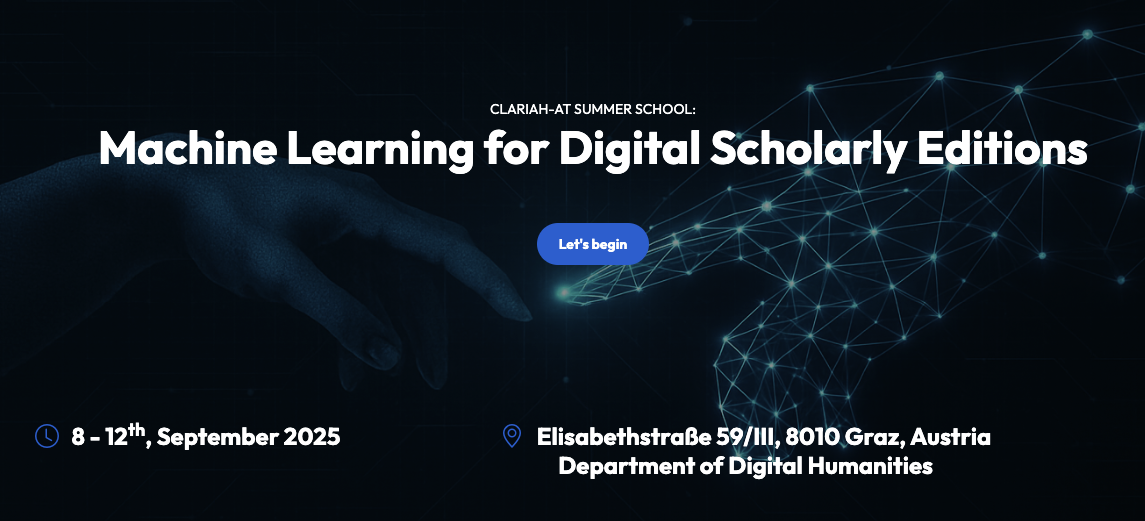 CLARIAH-AT SUMMER SCHOOL:
Machine Learning for Digital Scholarly Editions
Let's begin
8 - 12th, September 2025
Elisabethstraße 59/III, 8010 Graz, Austria
Department of Digital Humanities